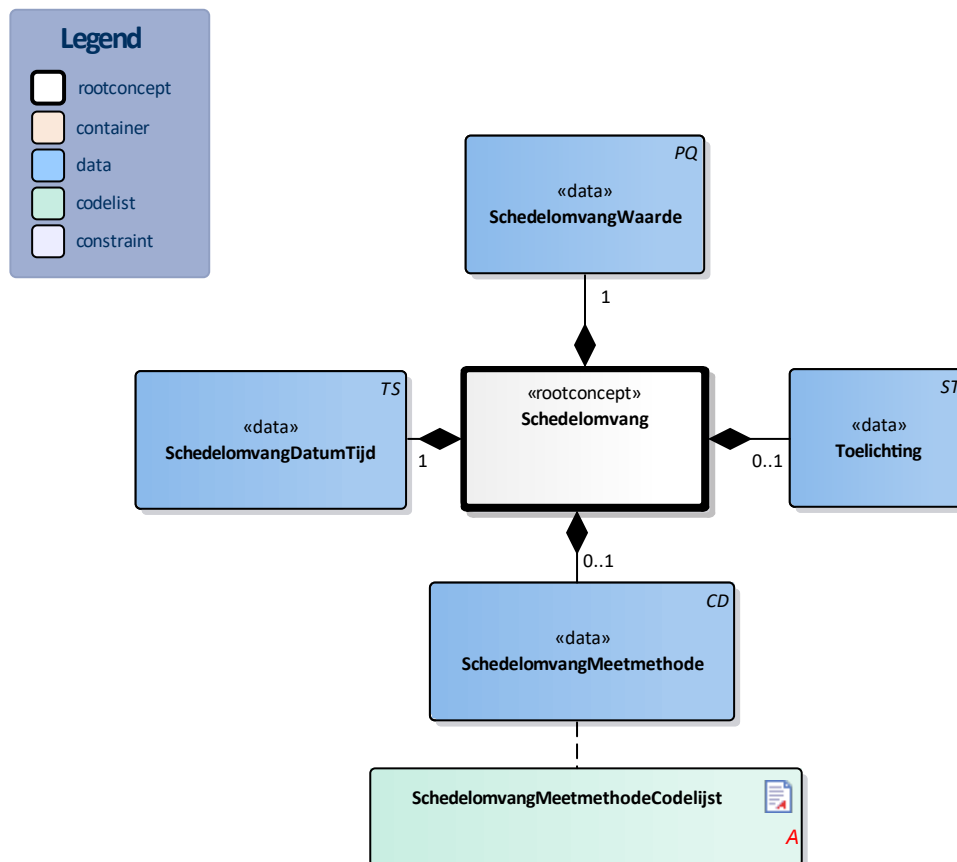 Legend
rootconcept
container
data
codelist
constraint
PQ
«data»
SchedelomvangWaarde
1
TS
«data»
SchedelomvangDatumTijd
1
«rootconcept»
Schedelomvang
ST
«data»
Toelichting
0..1
0..1
CD
«data»
SchedelomvangMeetmethode
SchedelomvangMeetmethodeCodelijst
A